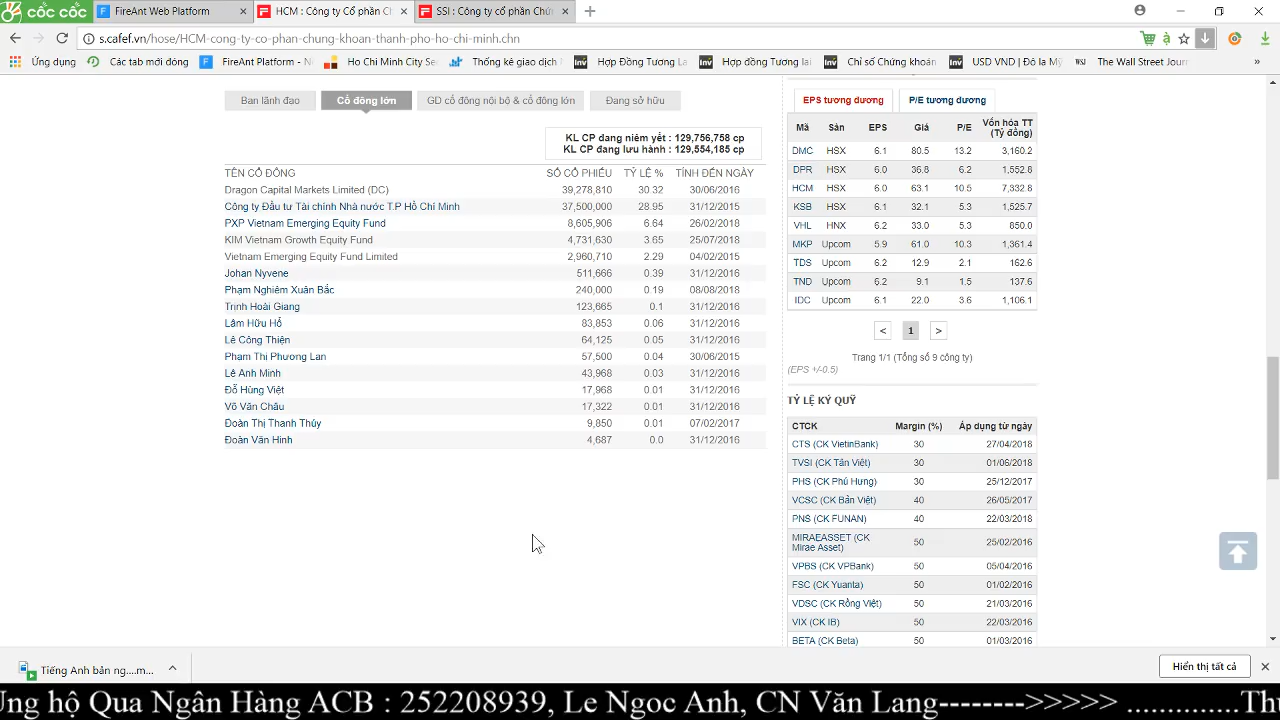 cốc cốc
FireAnt Web Platform
HCM : Công ty Cổ phần Ch
SSI : Công ty cổ phần Chứ
s.cafef.vn/hose/HCM-cong-ty-co-phan-chung-khoan-thanh-pho-ho-chi-minh.chn
Ứng dụng
Các tab mới đóng
FireAnt Platform - N
Ho Chi Minh City Se
Thống kê giao dịch
Hợp Đồng Tương La
Hợp đồng Tương lai
Chỉ số Chứng khoán
USD VND | Đô la Mỹ
The Wall Street Jour
»
Ban lãnh đạo
Cổ đông lớn
GD cổ đông nội bộ & cổ đông lớn
Đang sở hữu
KL CP đang niêm yết : 129,756,758 cp
KL CP đang lưu hành : 129,554,185 cp
TÊN CỔ ĐÔNG SỐ CỔ PHIẾU TỶ LỆ % TÍNH ĐẾN NGÀY
Dragon Capital Markets Limited (DC) 39,278,810 30.32 30/06/2016
Công ty Đầu tư Tài chính Nhà nước T.P Hồ Chí Minh 37,500,000 28.95 31/12/2015
PXP Vietnam Emerging Equity Fund 8,605,906 6.64 26/02/2018
KIM Vietnam Growth Equity Fund 4,731,630 3.65 25/07/2018
Vietnam Emerging Equity Fund Limited 2,960,710 2.29 04/02/2015
Johan Nyvene 511,666 0.39 31/12/2016
Phạm Nghiêm Xuân Bắc 240,000 0.19 08/08/2018
Trịnh Hoài Giang 123,665 0.1 31/12/2016
Lâm Hữu Hổ 83,853 0.06 31/12/2016
Lê Công Thiện 64,125 0.05 31/12/2016
Phạm Thị Phương Lan 57,500 0.04 30/06/2015
Lê Anh Minh 43,968 0.03 31/12/2016
Đỗ Hùng Việt 17,968 0.01 31/12/2016
Võ Văn Châu 17,322 0.01 31/12/2016
Đoàn Thị Thanh Thúy 9,850 0.01 07/02/2017
Đoàn Văn Hinh 4,687 0.0 31/12/2016
EPS tương đương
P/E tương đương
Mã Sàn EPS Giá P/E Vốn hóa TT
(Tỷ đồng)
DMC HSX 6.1 80.5 13.2 3,160.2
DPR HSX 6.0 36.8 6.2 1,552.8
HCM HSX 6.0 63.1 10.5 7,332.8
KSB HSX 6.1 32.1 5.3 1,525.7
VHL HNX 6.2 33.0 5.3 850.0
MKP Upcom 5.9 61.0 10.3 1,361.4
TDS Upcom 6.2 12.9 2.1 162.6
TND Upcom 6.2 9.1 1.5 137.6
IDC Upcom 6.1 22.0 3.6 1,106.1
< 1 >
Trang 1/1 (Tổng số 9 công ty)
(EPS +/-0.5)
TỶ LỆ KÝ QUỸ
CTCK Margin (%) Áp dụng từ ngày
CTS (CK VietinBank) 30 27/04/2018
TVSI (CK Tân Việt) 30 01/06/2018
PHS (CK Phú Hưng) 30 25/12/2017
VCSC (CK Bản Việt) 40 26/05/2017
PNS (CK FUNAN) 40 22/03/2018
MIRAEASSET (CK
Mirae Asset) 50 25/02/2016
VPBS (CK VPBank) 50 05/04/2016
FSC (CK Yuanta) 50 01/02/2016
VDSC (CK Rồng Việt) 50 21/03/2016
VIX (CK IB) 50 22/03/2016
BETA (CK Beta) 50 01/03/2016
Tiếng Anh bản ng....m...
Hiển thị tất cả
Ủng hộ Qua Ngân Hàng ACB : 252208939, Le Ngoc Anh, CN Văn Lang-------->>>>> ..............Th